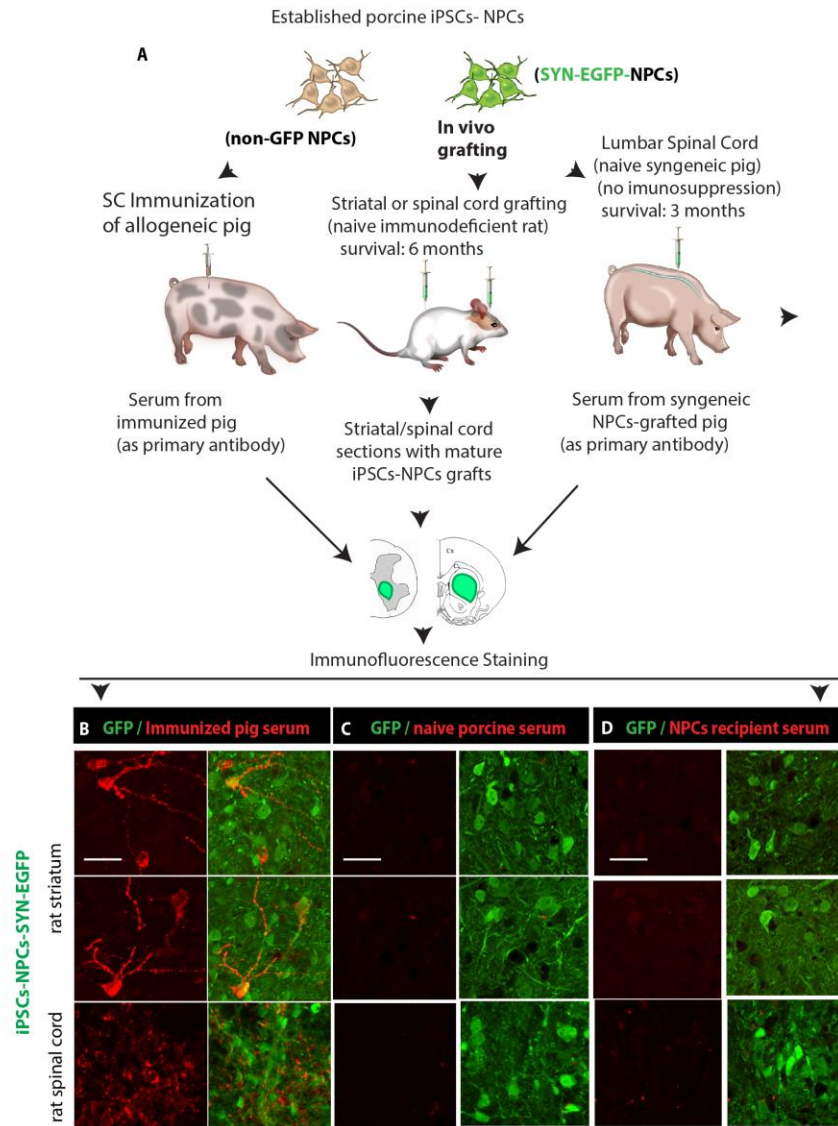 Established porcine iPSCs- NPCs
A
(SYN-EGFP-NPCs)
(non-GFP NPCs)
In vivo
grafting
SC Immunization
of allogeneic pig
Striatal or spinal cord grafting
(naive immunodeficient rat)
survival: 6 months
Lumbar Spinal Cord
(naive syngeneic pig)
(no imunosuppression)
survival: 3 months
Serum from
immunized pig
(as primary antibody)
Striatal/spinal cord
sections with mature
iPSCs-NPCs grafts
Serum from syngeneic
NPCs-grafted pig
(as primary antibody)
Cx
Immunofluorescence Staining
B GFP / Immunized pig serum
C GFP / naive porcine serum
D GFP / NPCs recipient serum
iPSCs-NPCs-SYN-EGFP
rat striatum
rat spinal cord